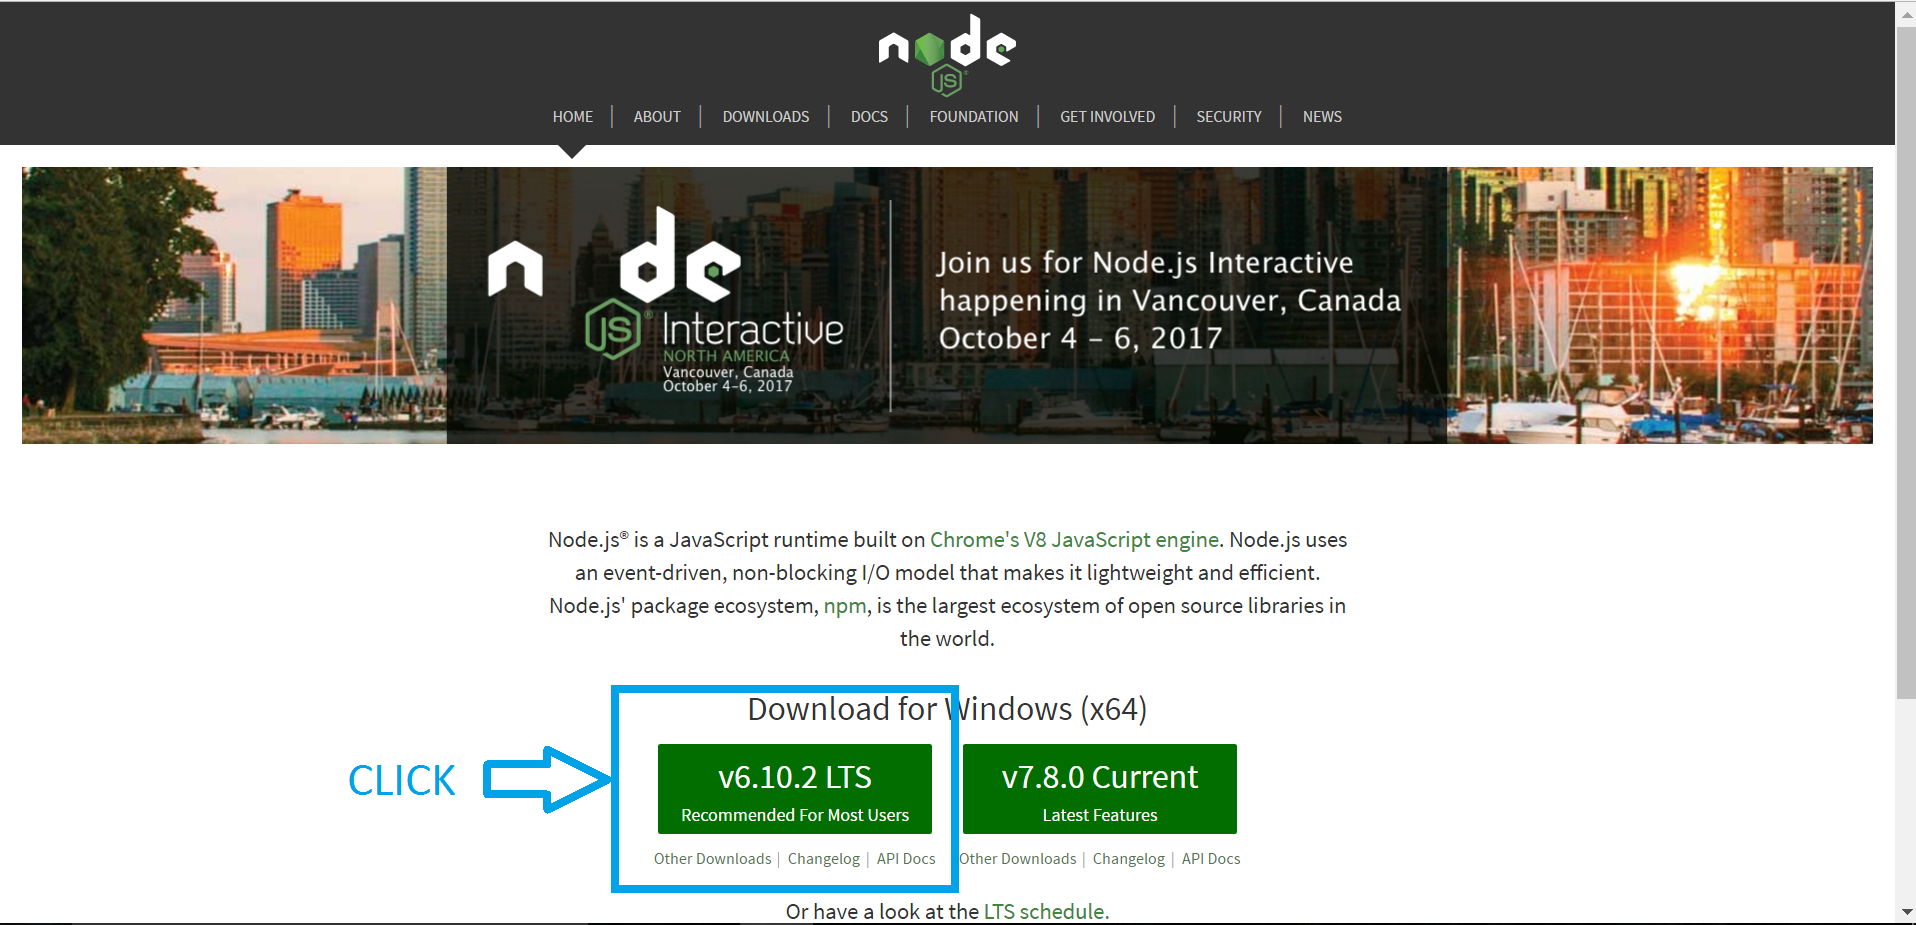 node
JS
HOME | ABOUT | DOWNLOADS | DOCS | FOUNDATION | GET INVOLVED | SECURITY | NEWS
n de
JS® Interactive
NORTH AMERICA
Vancouver, Canada
October 4-6, 2017
Join us for Node.js Interactive
happening in Vancouver, Canada
October 4 – 6, 2017
Node.js® is a JavaScript runtime built on Chrome's V8 JavaScript engine. Node.js uses
an event-driven, non-blocking I/O model that makes it lightweight and efficient.
Node.js' package ecosystem, npm, is the largest ecosystem of open source libraries in
the world.
Download for Windows (x64)
CLICK
v6.10.2 LTS
Recommended For Most Users
Other Downloads | Changelog | API Docs
v7.8.0 Current
Latest Features
Other Downloads | Changelog | API Docs
Or have a look at the LTS schedule.